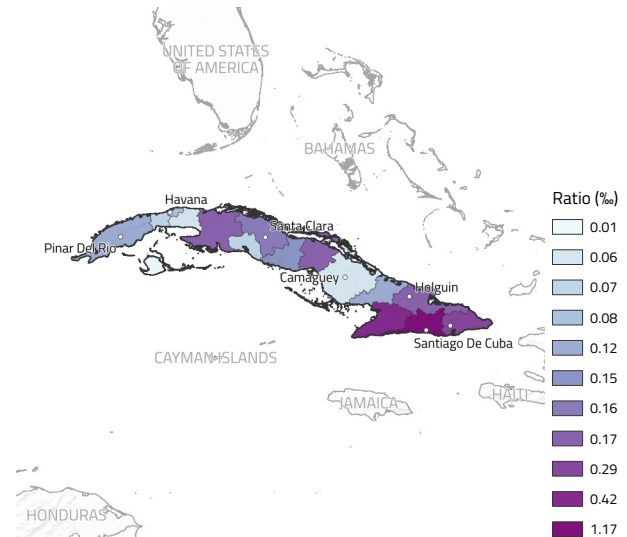 UNITED STATES
OF AMERICA
BAHAMAS
Havana
Santa Clara
Pinar Del Rio
Camaguey
Holguin
Santiago De Cuba
CAYMAN ISLANDS
JAMAICA
HAITI
HONDURAS
Ratio (‰)
0.01
0.06
0.07
0.08
0.12
0.15
0.16
0.17
0.29
0.42
1.17